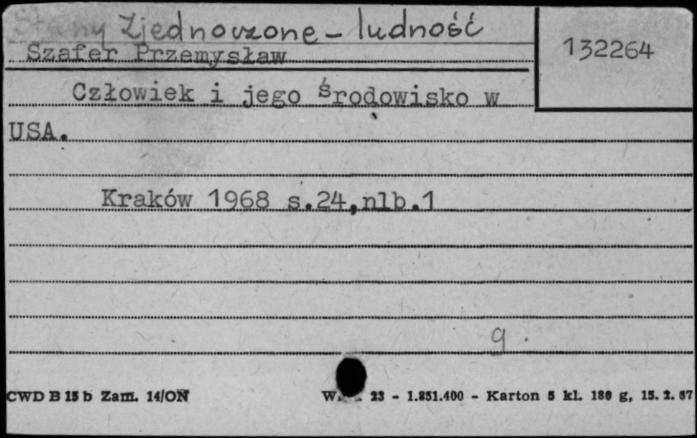 Stany Zjednoczone - ludność
132264
Szafer Przemysław
Człowiek i jego środowisko w
USA.
Kraków 1968 s.24,nlb.1
g
CWD B 15 b Zam. 14/ON
23 - 1.851.400 - Karton 5 kl. 180 g, 15. 2. 67